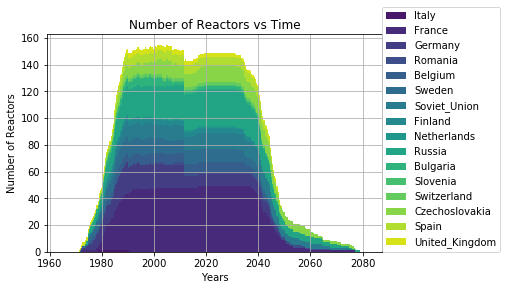 Number of Reactors vs Time
Number of Reactors
160
140
120
100
80
60
40
20
0
1960
1980
2000
2020
2040
2060
2080
Years
Italy
France
Germany
Romania
Belgium
Sweden
Soviet_Union
Finland
Netherlands
Russia
Bulgaria
Slovenia
Switzerland
Czechoslovakia
Spain
United_Kingdom